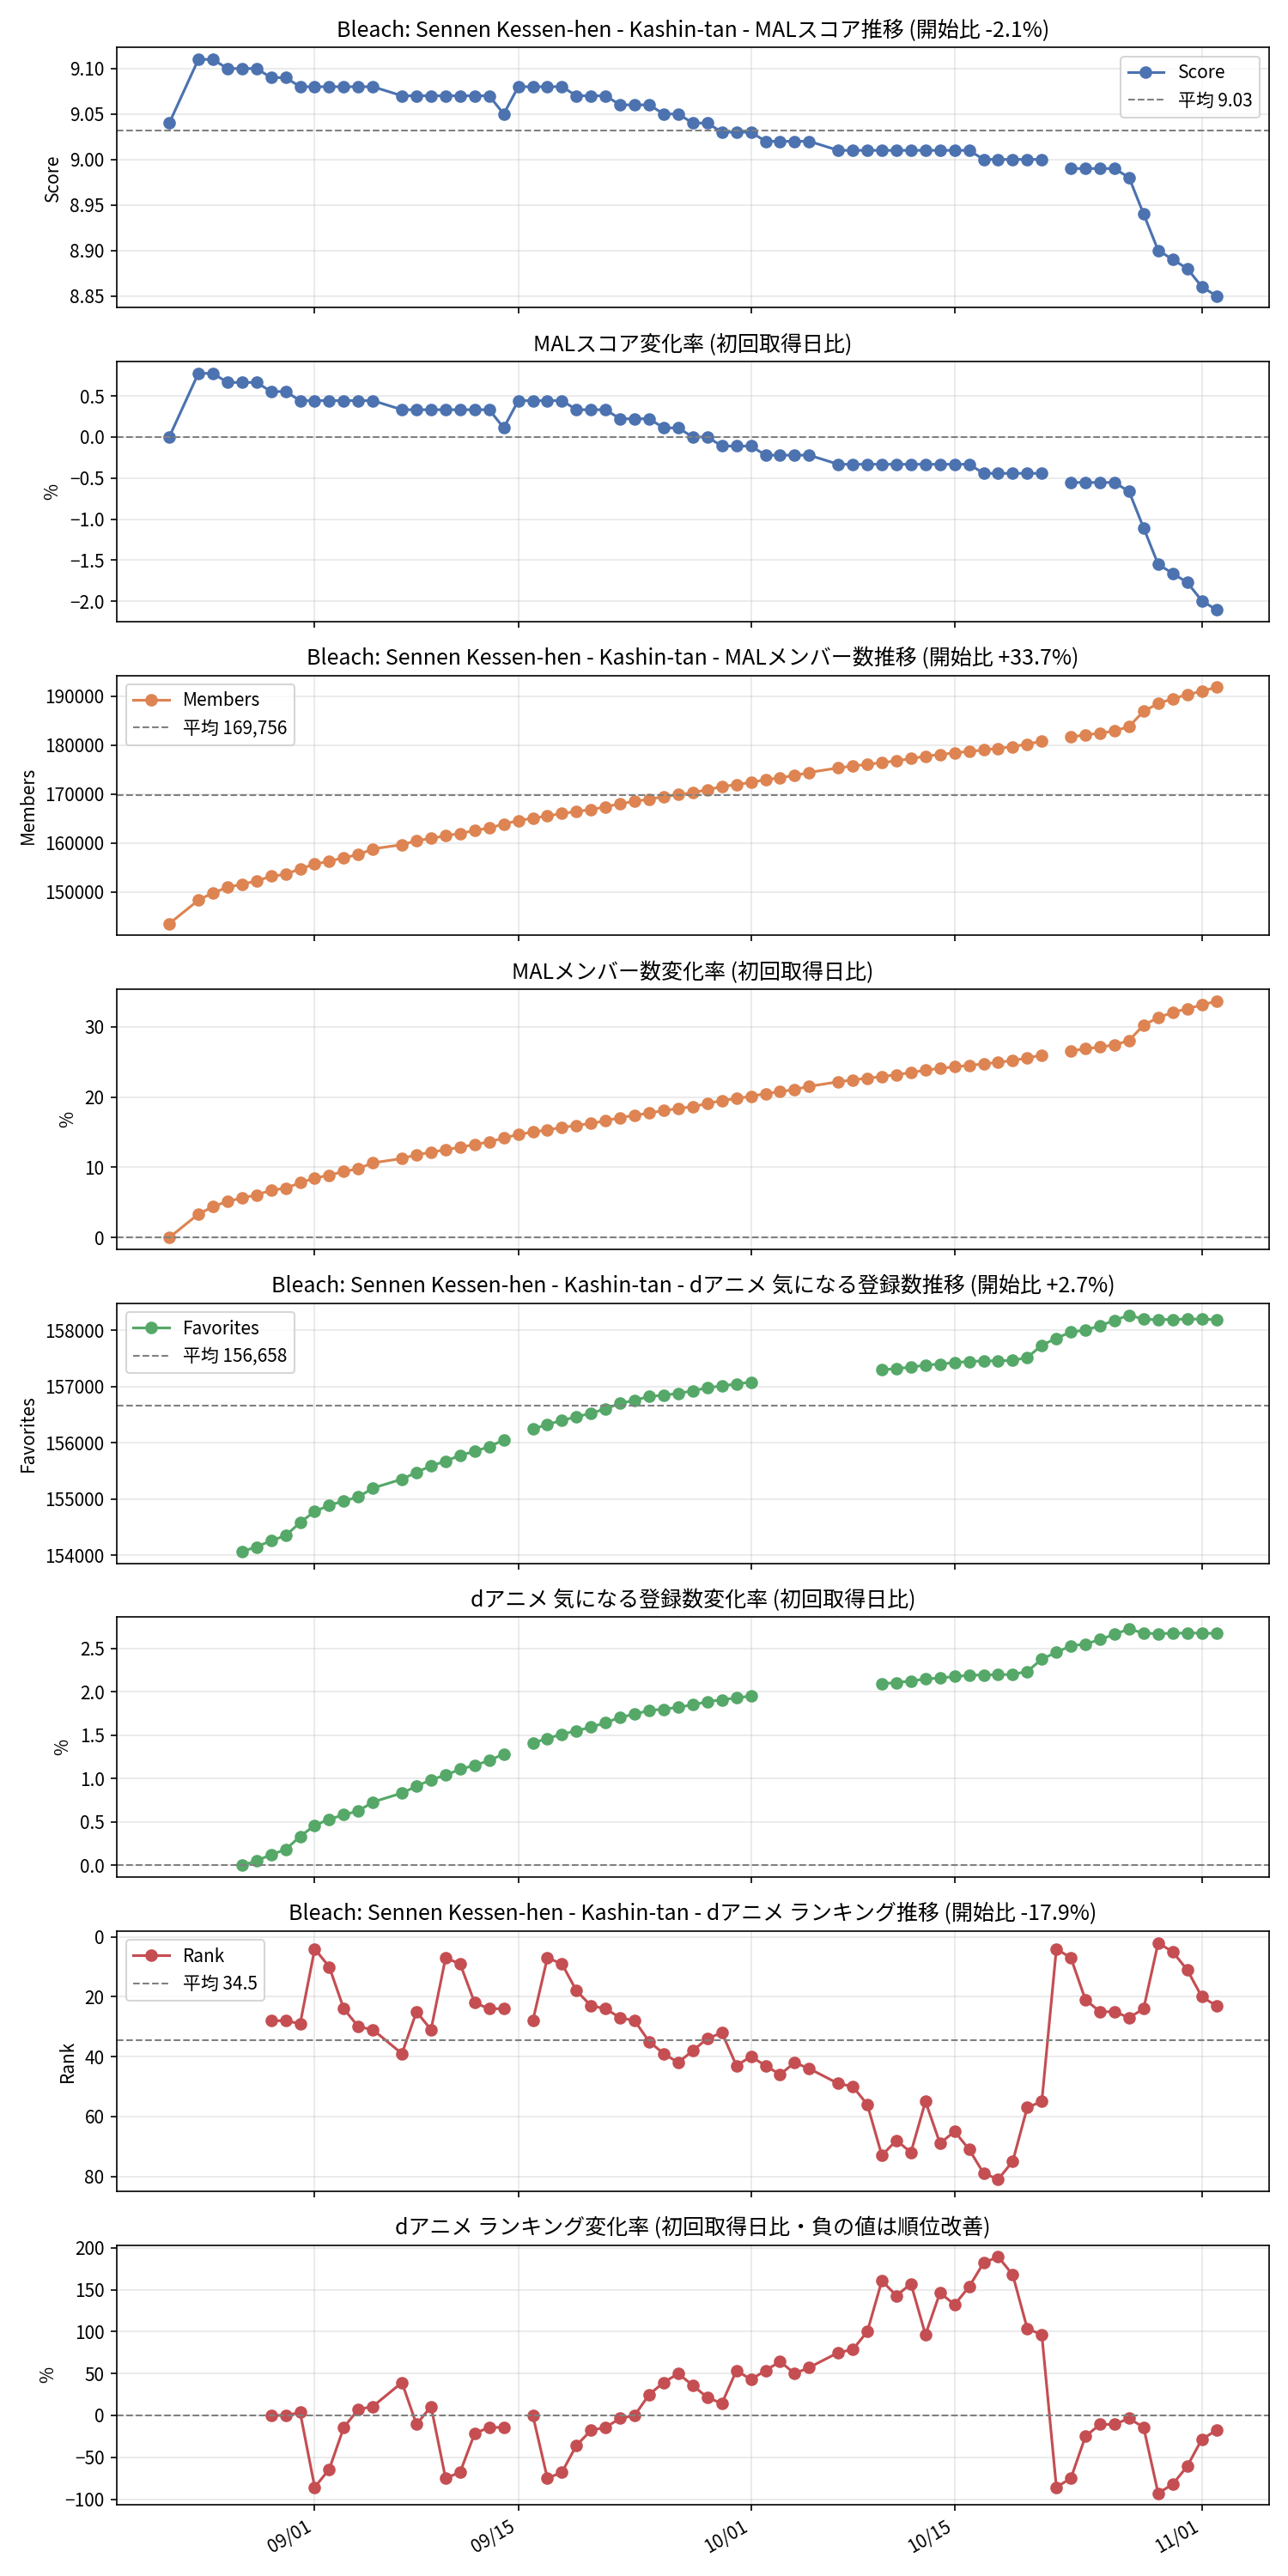 Bleach: Sennen Kessen-hen - Kashin-tan - MALスコア推移 (開始比 -2.1%)
9.10
9.05
9.00
8.95
8.90
8.85
Score
Score
平均 9.03
MALスコア変化率 (初回取得日比)
0.5
0.0
−0.5
−1.0
−1.5
−2.0
%
Bleach: Sennen Kessen-hen - Kashin-tan - MALメンバー数推移 (開始比 +33.7%)
190000
180000
170000
160000
150000
Members
Members
平均 169,756
MALメンバー数変化率 (初回取得日比)
30
20
10
0
%
Bleach: Sennen Kessen-hen - Kashin-tan - dアニメ 気になる登録数推移 (開始比 +2.7%)
158000
157000
156000
155000
154000
Favorites
Favorites
平均 156,658
dアニメ 気になる登録数変化率 (初回取得日比)
2.5
2.0
1.5
1.0
0.5
0.0
%
Bleach: Sennen Kessen-hen - Kashin-tan - dアニメ ランキング推移 (開始比 -17.9%)
0
20
40
60
80
Rank
Rank
平均 34.5
dアニメ ランキング変化率 (初回取得日比・負の値は順位改善)
200
150
100
50
0
−50
−100
%
09/01
09/15
10/01
10/15
11/01